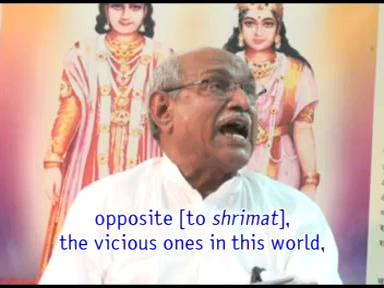 opposite [to shrimat],
the vicious ones in this world,